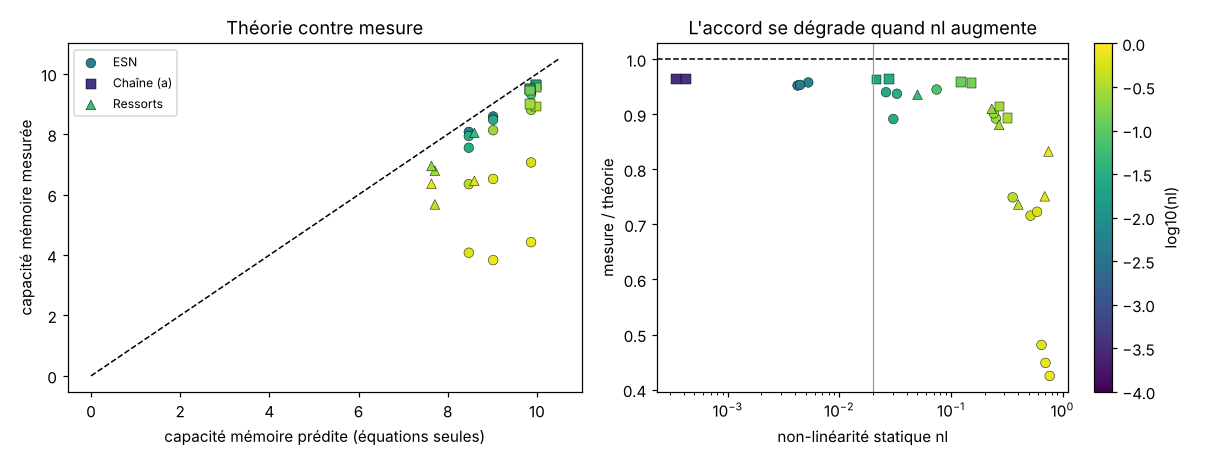 Théorie contre mesure
ESN
Chaîne (a)
Ressorts
capacité mémoire mesurée
10
8
6
4
2
0
0 2 4 6 8 10
capacité mémoire prédite (équations seules)
L'accord se dégrade quand nl augmente
mesure / théorie
1.0
0.9
0.8
0.7
0.6
0.5
0.4
10⁻³ 10⁻² 10⁻¹ 10⁰
non-linéarité statique nl
0.0
−0.5
−1.0
−1.5
−2.0
−2.5
−3.0
−3.5
−4.0
log10(nl)